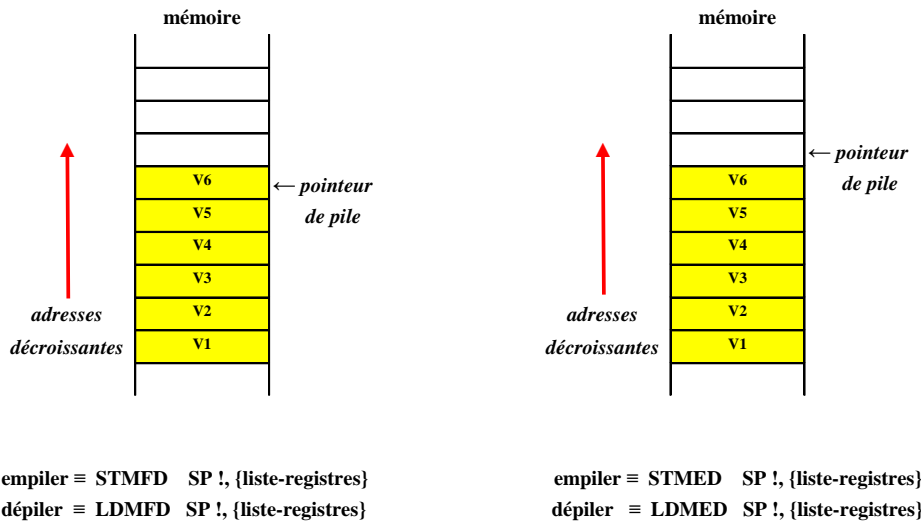 mémoire
← pointeur
de pile
V6
V5
V4
V3
V2
V1
adresses
décroissantes
empiler ≡ STMFD SP !, {liste-registres}
dépiler ≡ LDMFD SP !, {liste-registres}
mémoire
← pointeur
de pile
V6
V5
V4
V3
V2
V1
adresses
décroissantes
empiler ≡ STMED SP !, {liste-registres}
dépiler ≡ LDMED SP !, {liste-registres}